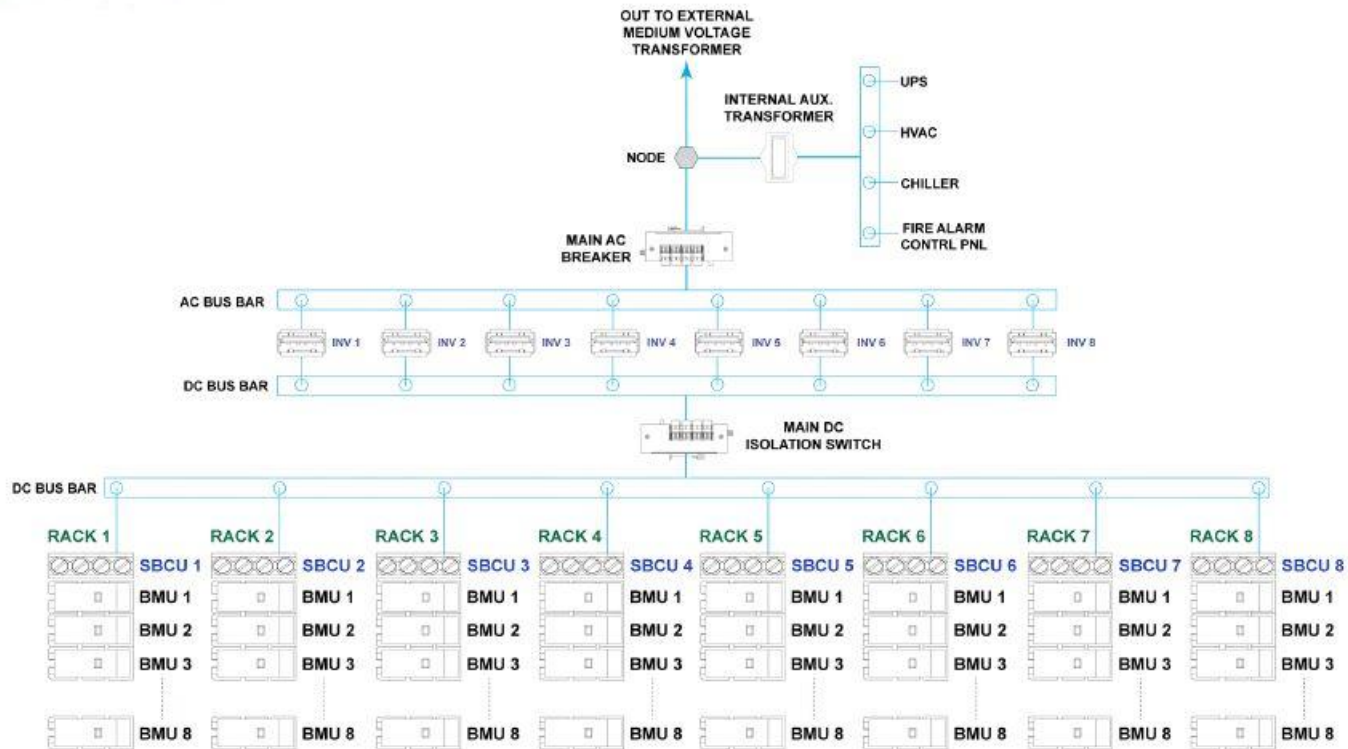 OUT TO EXTERNAL
MEDIUM VOLTAGE
TRANSFORMER
INTERNAL AUX.
TRANSFORMER
UPS
HVAC
NODE
CHILLER
FIRE ALARM
CONTRL PNL
MAIN AC
BREAKER
AC BUS BAR
INV 1 INV 2 INV 3 INV 4 INV 5 INV 6 INV 7 INV 8
DC BUS BAR
MAIN DC
ISOLATION SWITCH
DC BUS BAR
RACK 1 RACK 2 RACK 3 RACK 4 RACK 5 RACK 6 RACK 7 RACK 8
SBCU 1 SBCU 2 SBCU 3 SBCU 4 SBCU 5 SBCU 6 SBCU 7 SBCU 8
BMU 1 BMU 1 BMU 1 BMU 1 BMU 1 BMU 1 BMU 1 BMU 1
BMU 2 BMU 2 BMU 2 BMU 2 BMU 2 BMU 2 BMU 2 BMU 2
BMU 3 BMU 3 BMU 3 BMU 3 BMU 3 BMU 3 BMU 3 BMU 3
BMU 8 BMU 8 BMU 8 BMU 8 BMU 8 BMU 8 BMU 8 BMU 8